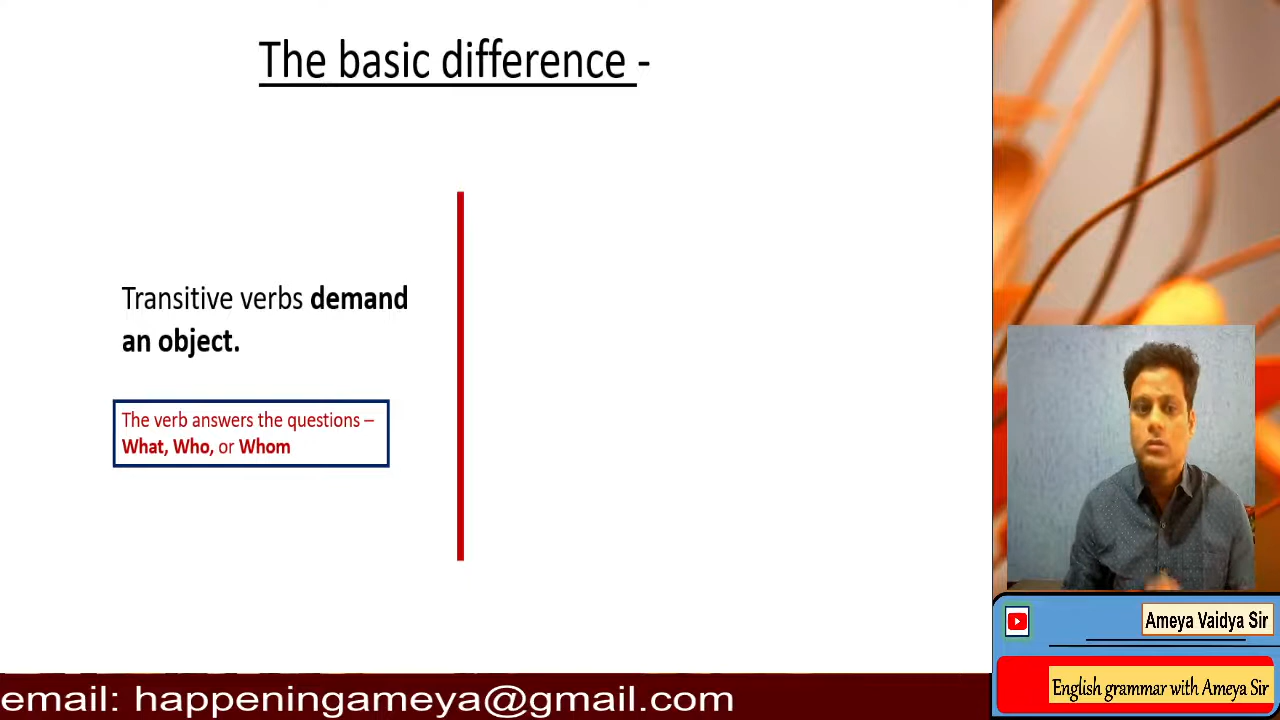 The basic difference -
Transitive verbs demand
an object.
The verb answers the questions –
What, Who, or Whom
Ameya Vaidya Sir
English grammar with Ameya Sir
email: happeningameya@gmail.com